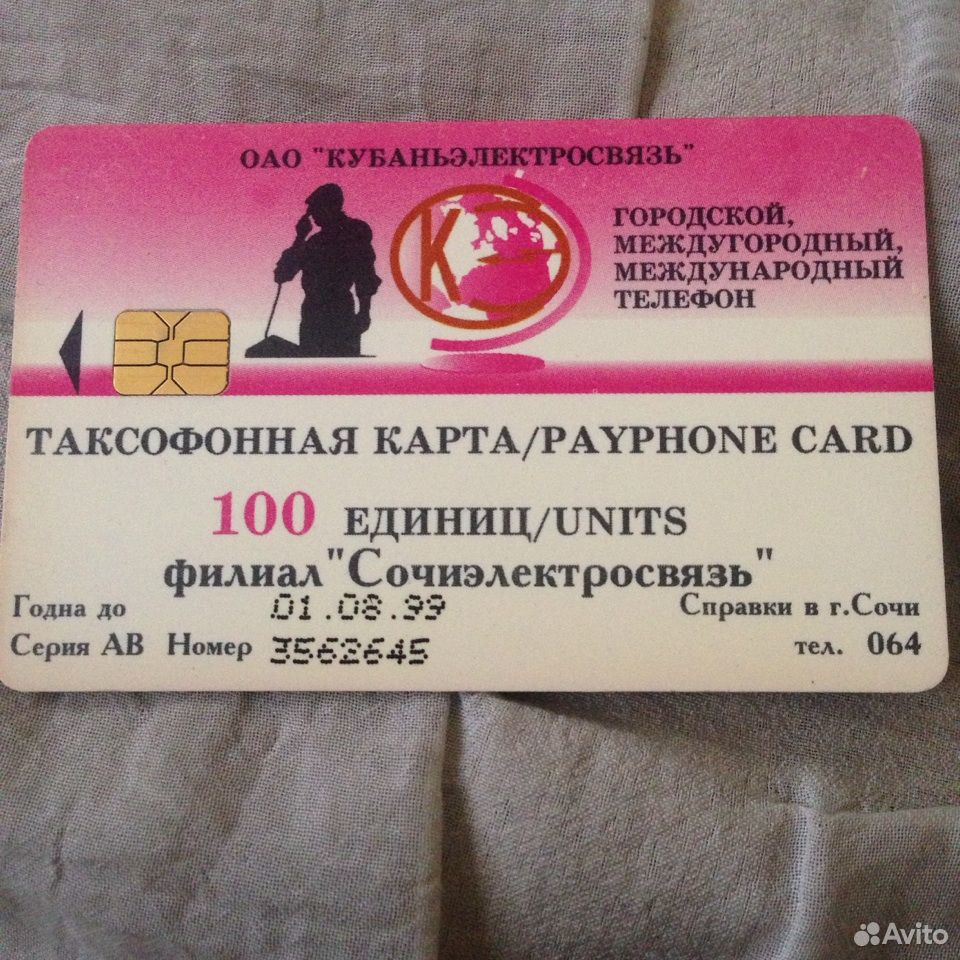 ОАО "КУБАНЬЭЛЕКТРОСВЯЗЬ"
КЭ
ГОРОДСКОЙ,
МЕЖДУГОРОДНЫЙ,
МЕЖДУНАРОДНЫЙ
ТЕЛЕФОН
ТАКСОФОННАЯ КАРТА/PAYPHONE CARD
100 ЕДИНИЦ/UNITS
филиал "Сочиэлектросвязь"
Годна до 01.08.99 Справки в г.Сочи
Серия АВ Номер 3562645 тел. 064
Avito